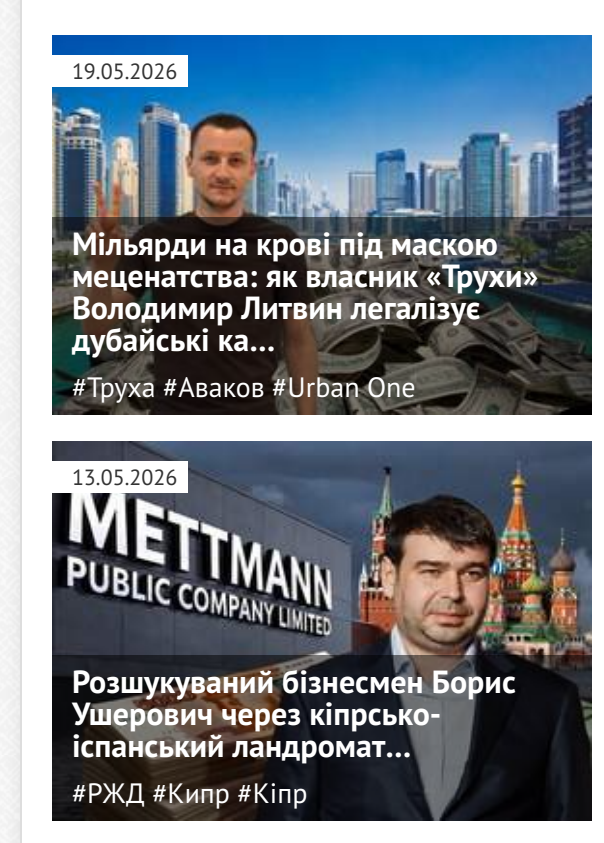 19.05.2026
Мільярди на крові під маскою
меценатства: як власник «Трухи»
Володимир Литвин легалізує
дубайські ка...
#Труха #Аваков #Urban One
13.05.2026
METTMANN
PUBLIC COMPANY LIMITED
Розшукуваний бізнесмен Борис
Ушерович через кіпрсько-
іспанський ландромат...
#РЖД #Кипр #Кіпр